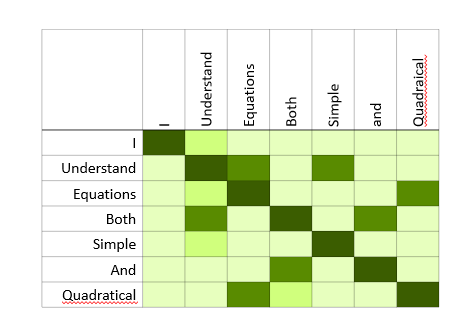 I
Understand
Equations
Both
Simple
and
Quadraical
I
Understand
Equations
Both
Simple
And
Quadratical